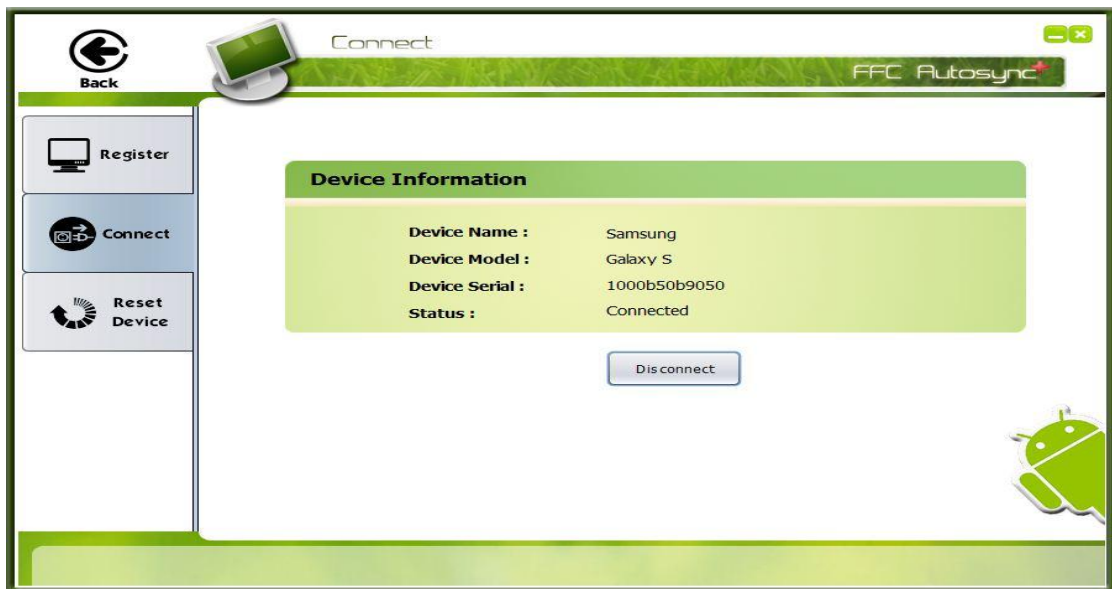 Back
Connect
FFC Autosync+
Register
Connect
Reset
Device
Device Information
Device Name : Samsung
Device Model : Galaxy S
Device Serial : 1000b50b9050
Status : Connected
Disconnect